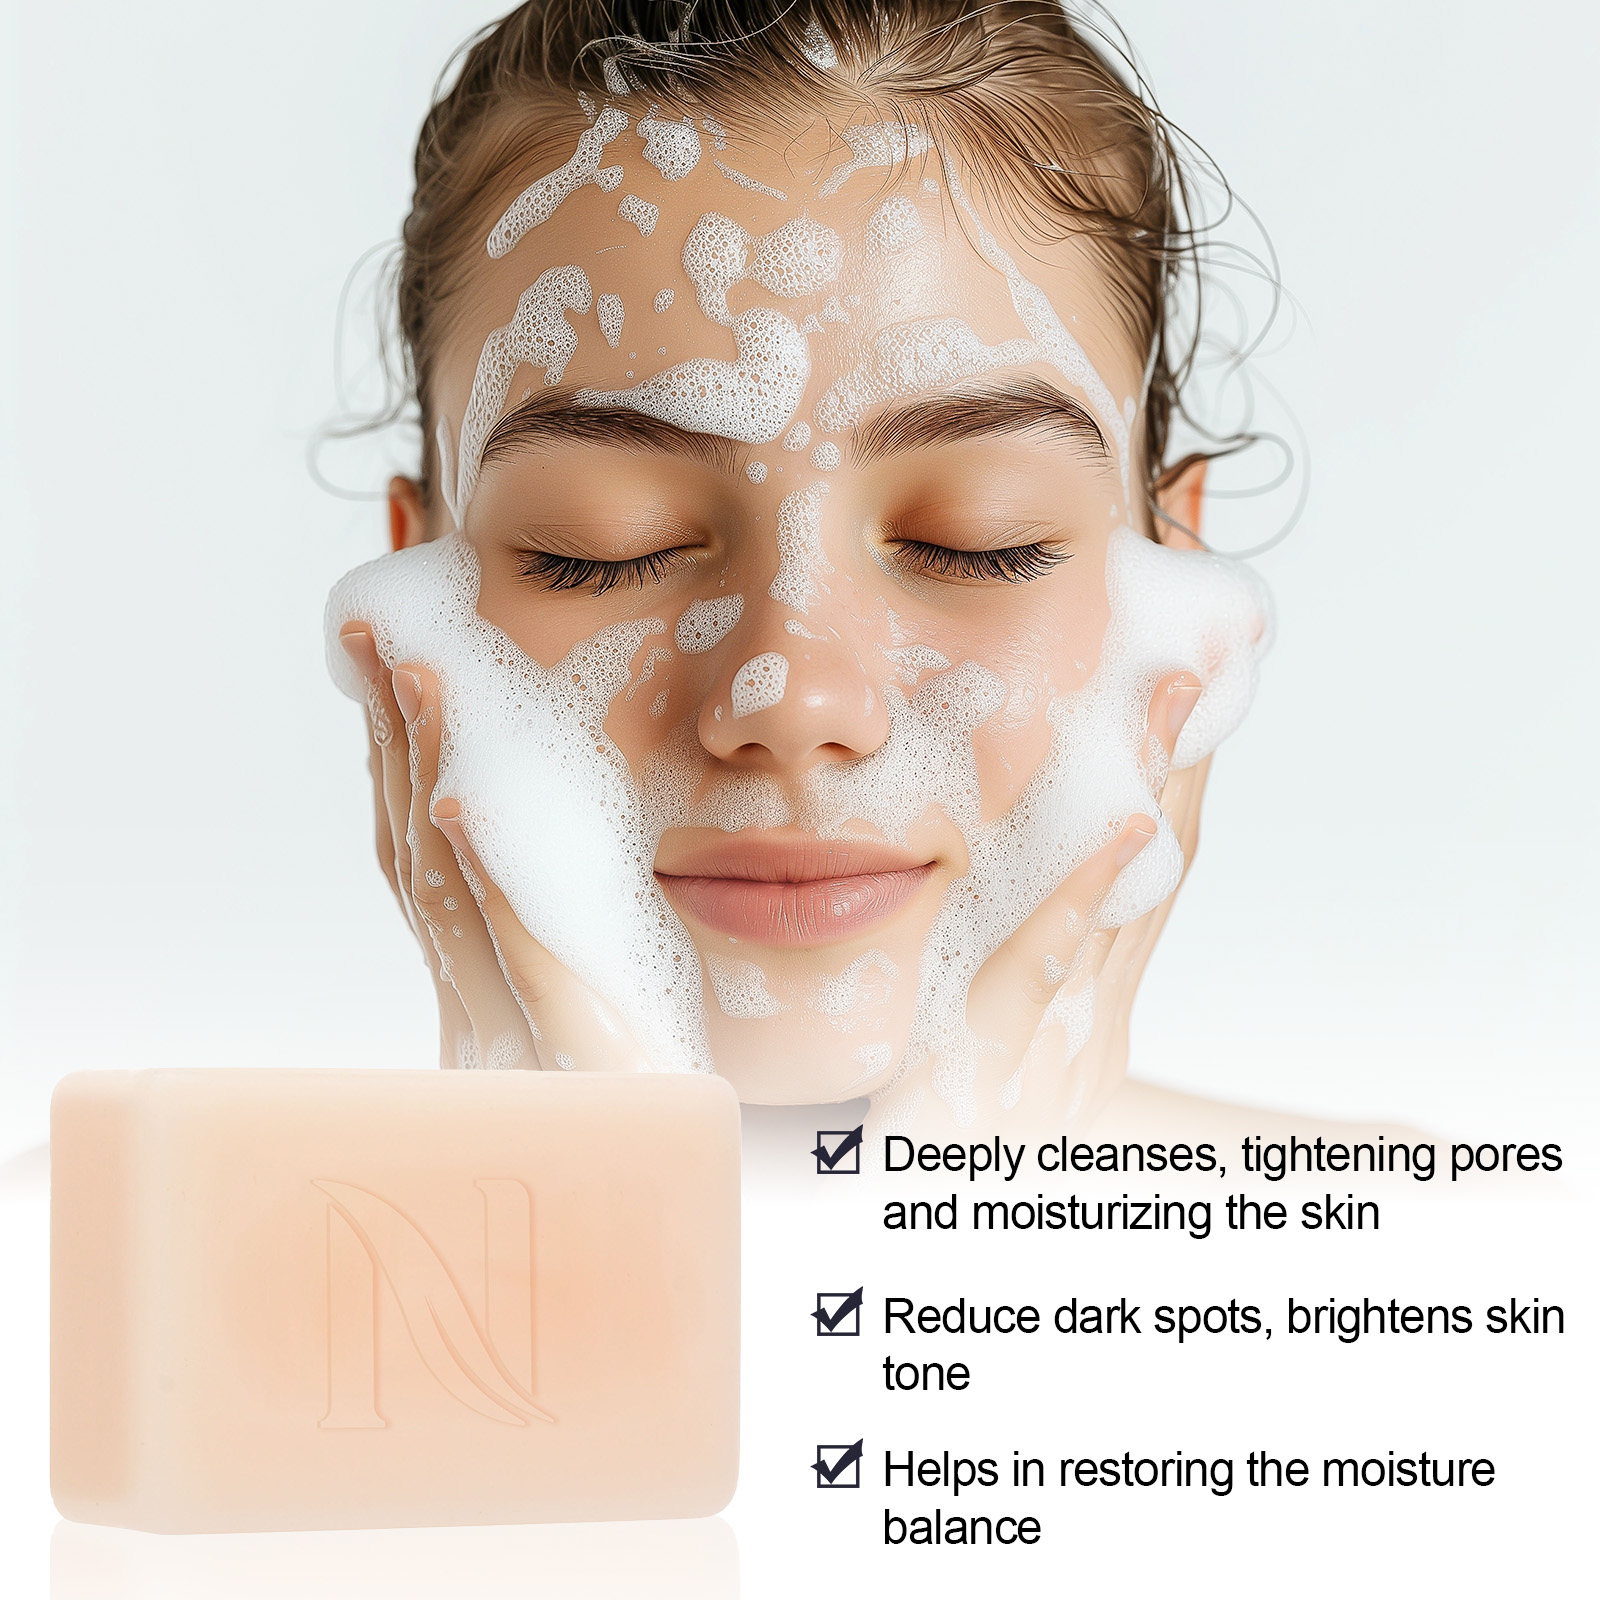 N
Deeply cleanses, tightening pores
and moisturizing the skin
Reduce dark spots, brightens skin
tone
Helps in restoring the moisture
balance